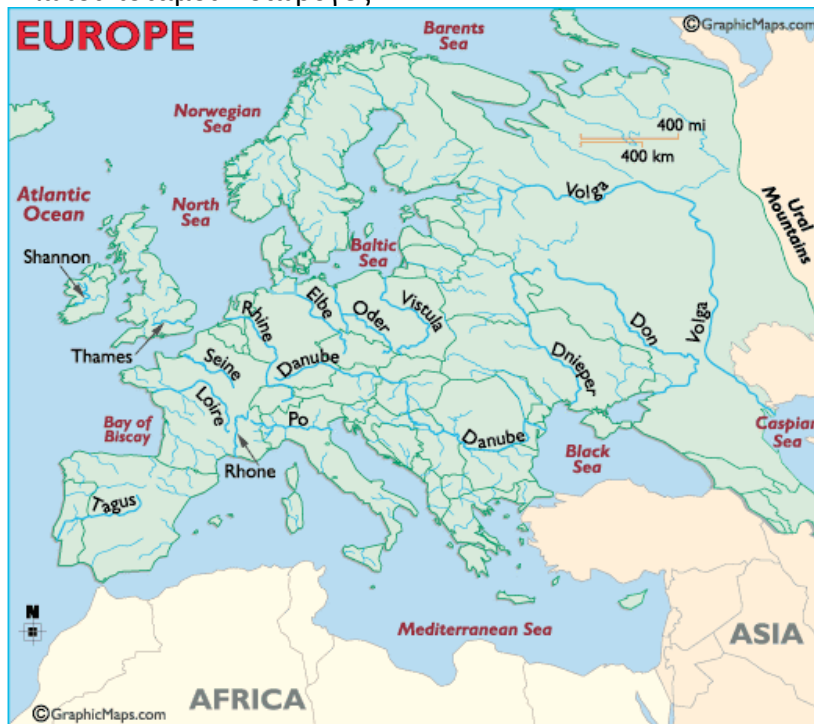 EUROPE
Barents
Sea
©GraphicMaps.com
Norwegian
Sea
400 mi
400 km
Atlantic
Ocean
North
Sea
Volga
Ural
Mountains
Shannon
Baltic
Sea
Thames
Rhine
Elbe
Oder
Vistula
Don
Volga
Seine
Danube
Dnieper
Loire
Bay of
Biscay
Po
Danube
Rhone
Black
Sea
Caspian
Sea
Tagus
N
Mediterranean Sea
ASIA
AFRICA
©GraphicMaps.com